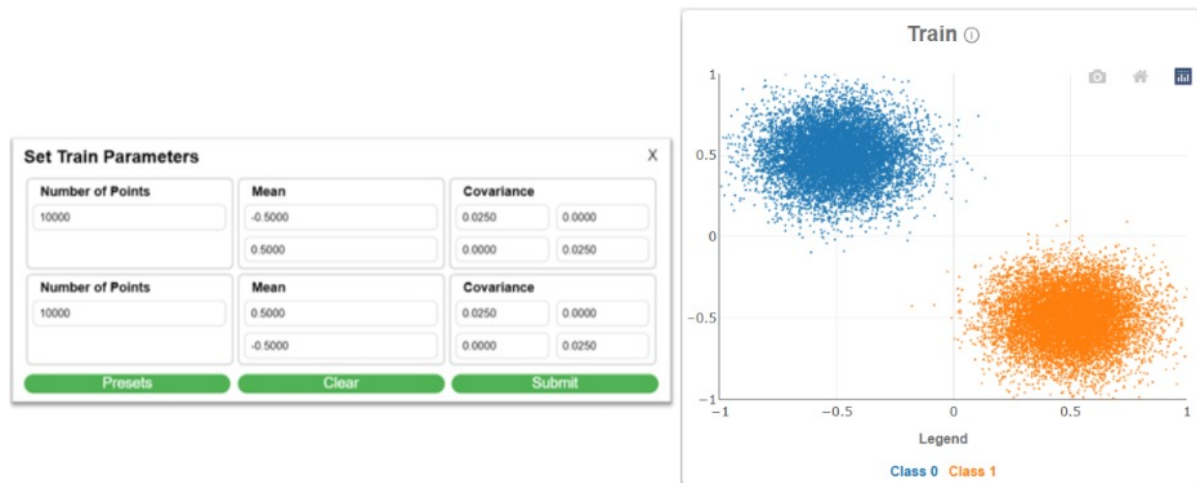 Set Train Parameters X
Number of Points Mean Covariance
10000 -0.5000 0.0250 0.0000
0.5000 0.0000 0.0250
Number of Points Mean Covariance
10000 0.5000 0.0250 0.0000
-0.5000 0.0000 0.0250
Presets Clear Submit
Train
1
0.5
0
−0.5
−1
−1 −0.5 0 0.5 1
Legend
Class 0 Class 1